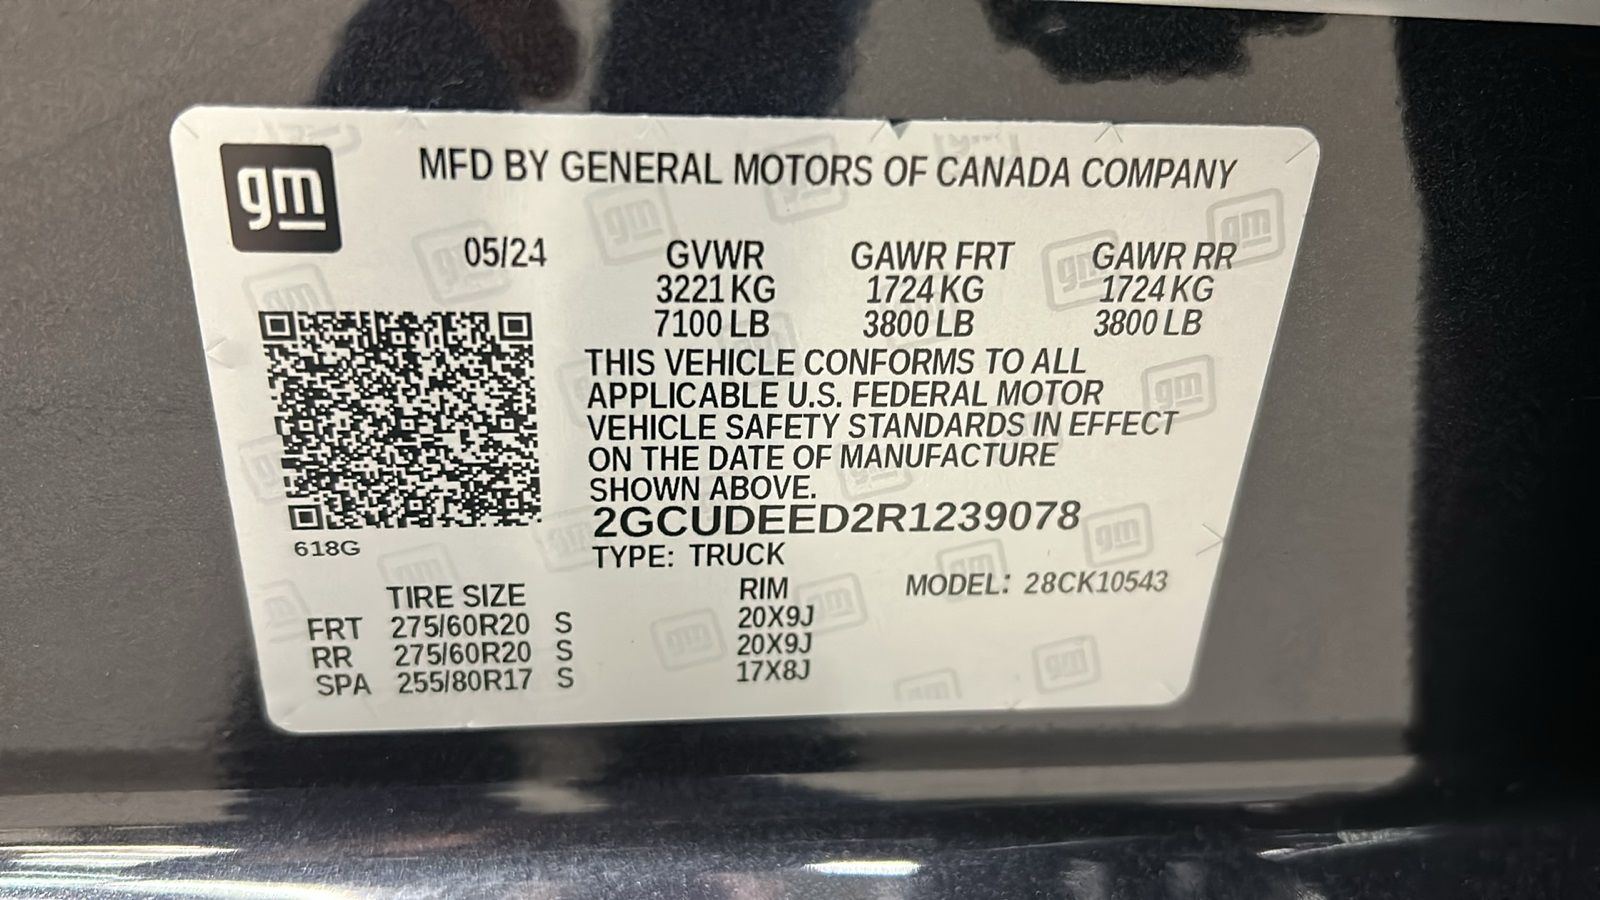 gm
MFD BY GENERAL MOTORS OF CANADA COMPANY
05/24 GVWR GAWR FRT GAWR RR
3221 KG 1724 KG 1724 KG
7100 LB 3800 LB 3800 LB
THIS VEHICLE CONFORMS TO ALL
APPLICABLE U.S. FEDERAL MOTOR
VEHICLE SAFETY STANDARDS IN EFFECT
ON THE DATE OF MANUFACTURE
SHOWN ABOVE.
2GCUDEED2R1239078
618G
TYPE: TRUCK
TIRE SIZE RIM MODEL: 28CK10543
FRT 275/60R20 S 20X9J
RR 275/60R20 S 20X9J
SPA 255/80R17 S 17X8J